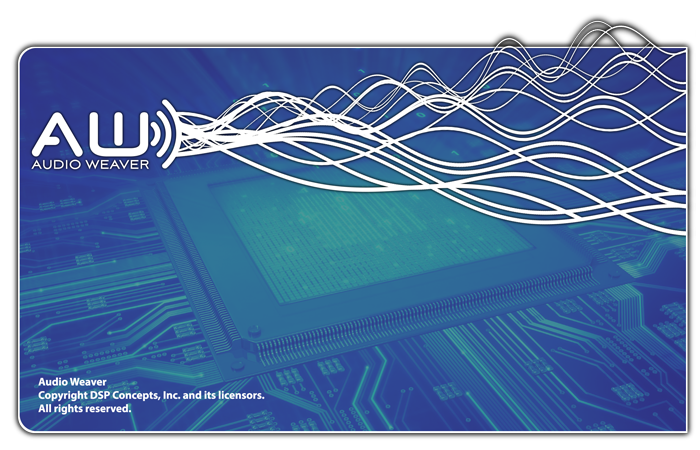 AW
AUDIO WEAVER
Audio Weaver
Copyright DSP Concepts, Inc. and its licensors.
All rights reserved.